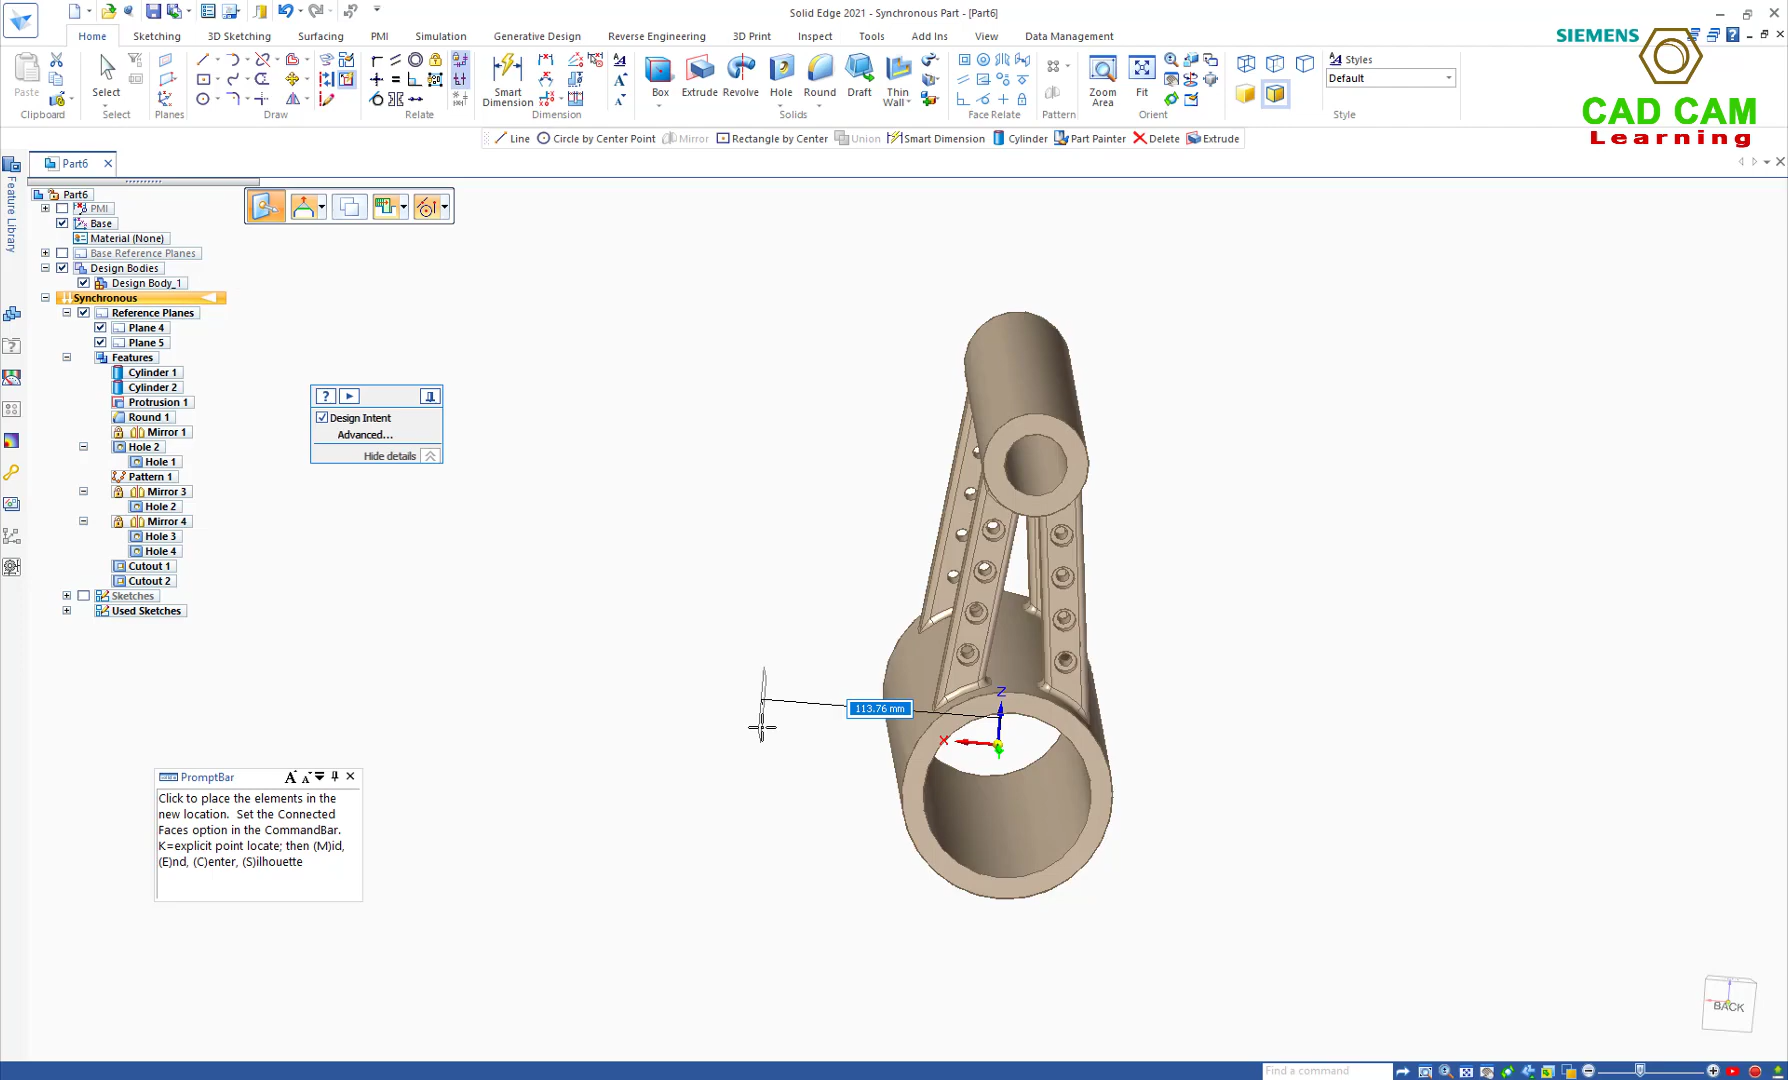 Solid Edge 2021 - Synchronous Part - [Part6]
Home
Sketching
3D Sketching
Surfacing
PMI
Simulation
Generative Design
Reverse Engineering
3D Print
Inspect
Tools
Add Ins
View
Data Management
SIEMENS
CAD CAM
Learning
Paste
Select
Smart
Dimension
Box
Extrude
Revolve
Hole
Round
Draft
Thin
Wall
Zoom
Area
Fit
Styles
Default
Clipboard
Select
Planes
Draw
Relate
Dimension
Solids
Face Relate
Pattern
Orient
Style
Line
Circle by Center Point
Mirror
Rectangle by Center
Union
Smart Dimension
Cylinder
Part Painter
Delete
Extrude
Part6
Feature Library
Part6
PMI
Base
Material (None)
Base Reference Planes
Design Bodies
Design Body_1
Synchronous
Reference Planes
Plane 4
Plane 5
Features
Cylinder 1
Cylinder 2
Protrusion 1
Round 1
Mirror 1
Hole 2
Hole 1
Pattern 1
Mirror 3
Hole 2
Mirror 4
Hole 3
Hole 4
Cutout 1
Cutout 2
Sketches
Used Sketches
Design Intent
Advanced...
Hide details
113.76 mm
Z
X
PromptBar
Click to place the elements in the
new location. Set the Connected
Faces option in the CommandBar.
K=explicit point locate; then (M)id,
(E)nd, (C)enter, (S)ilhouette
BACK
Find a command